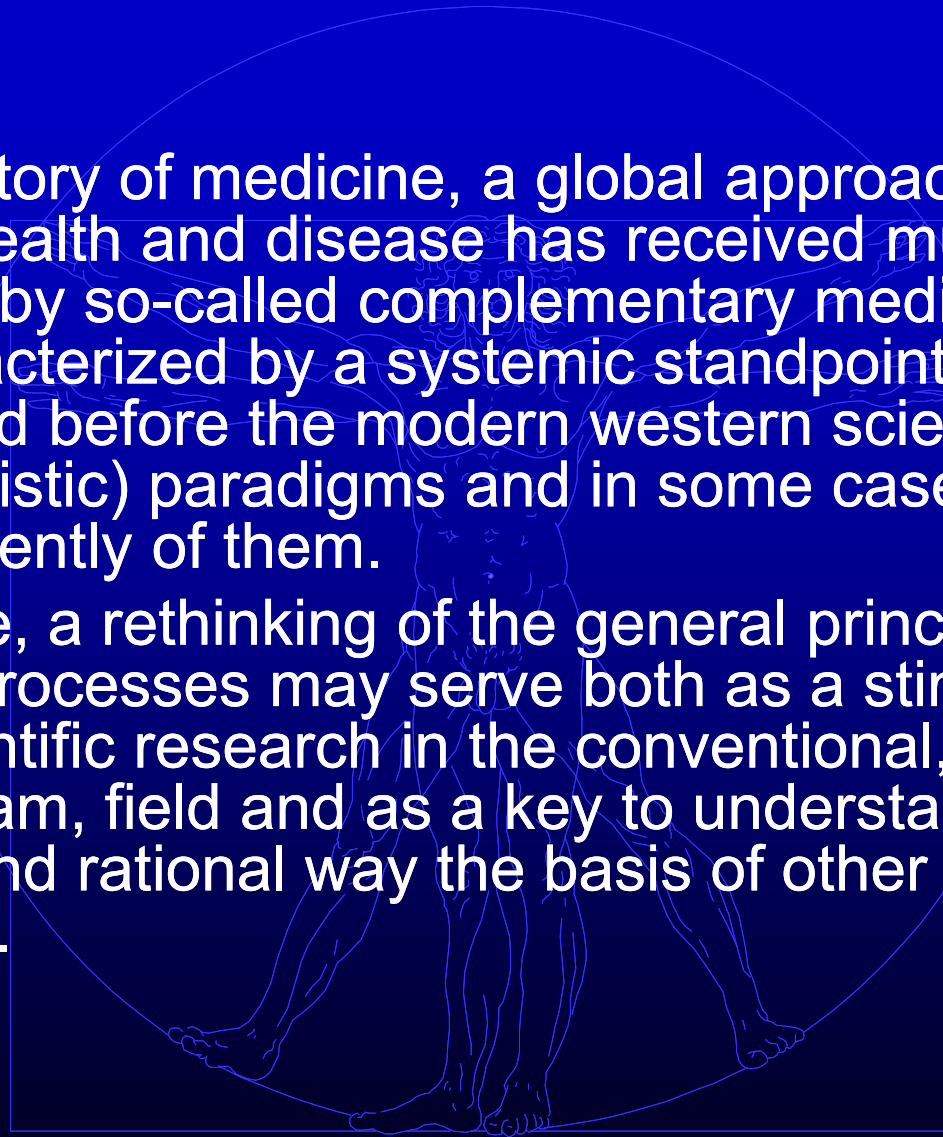 tory of medicine, a global approac
ealth and disease has received mu
by so-called complementary medi
acterized by a systemic standpoint
d before the modern western scie
istic) paradigms and in some case
ently of them.
e, a rethinking of the general princ
rocesses may serve both as a stim
ntific research in the conventional,
am, field and as a key to understa
nd rational way the basis of other
.